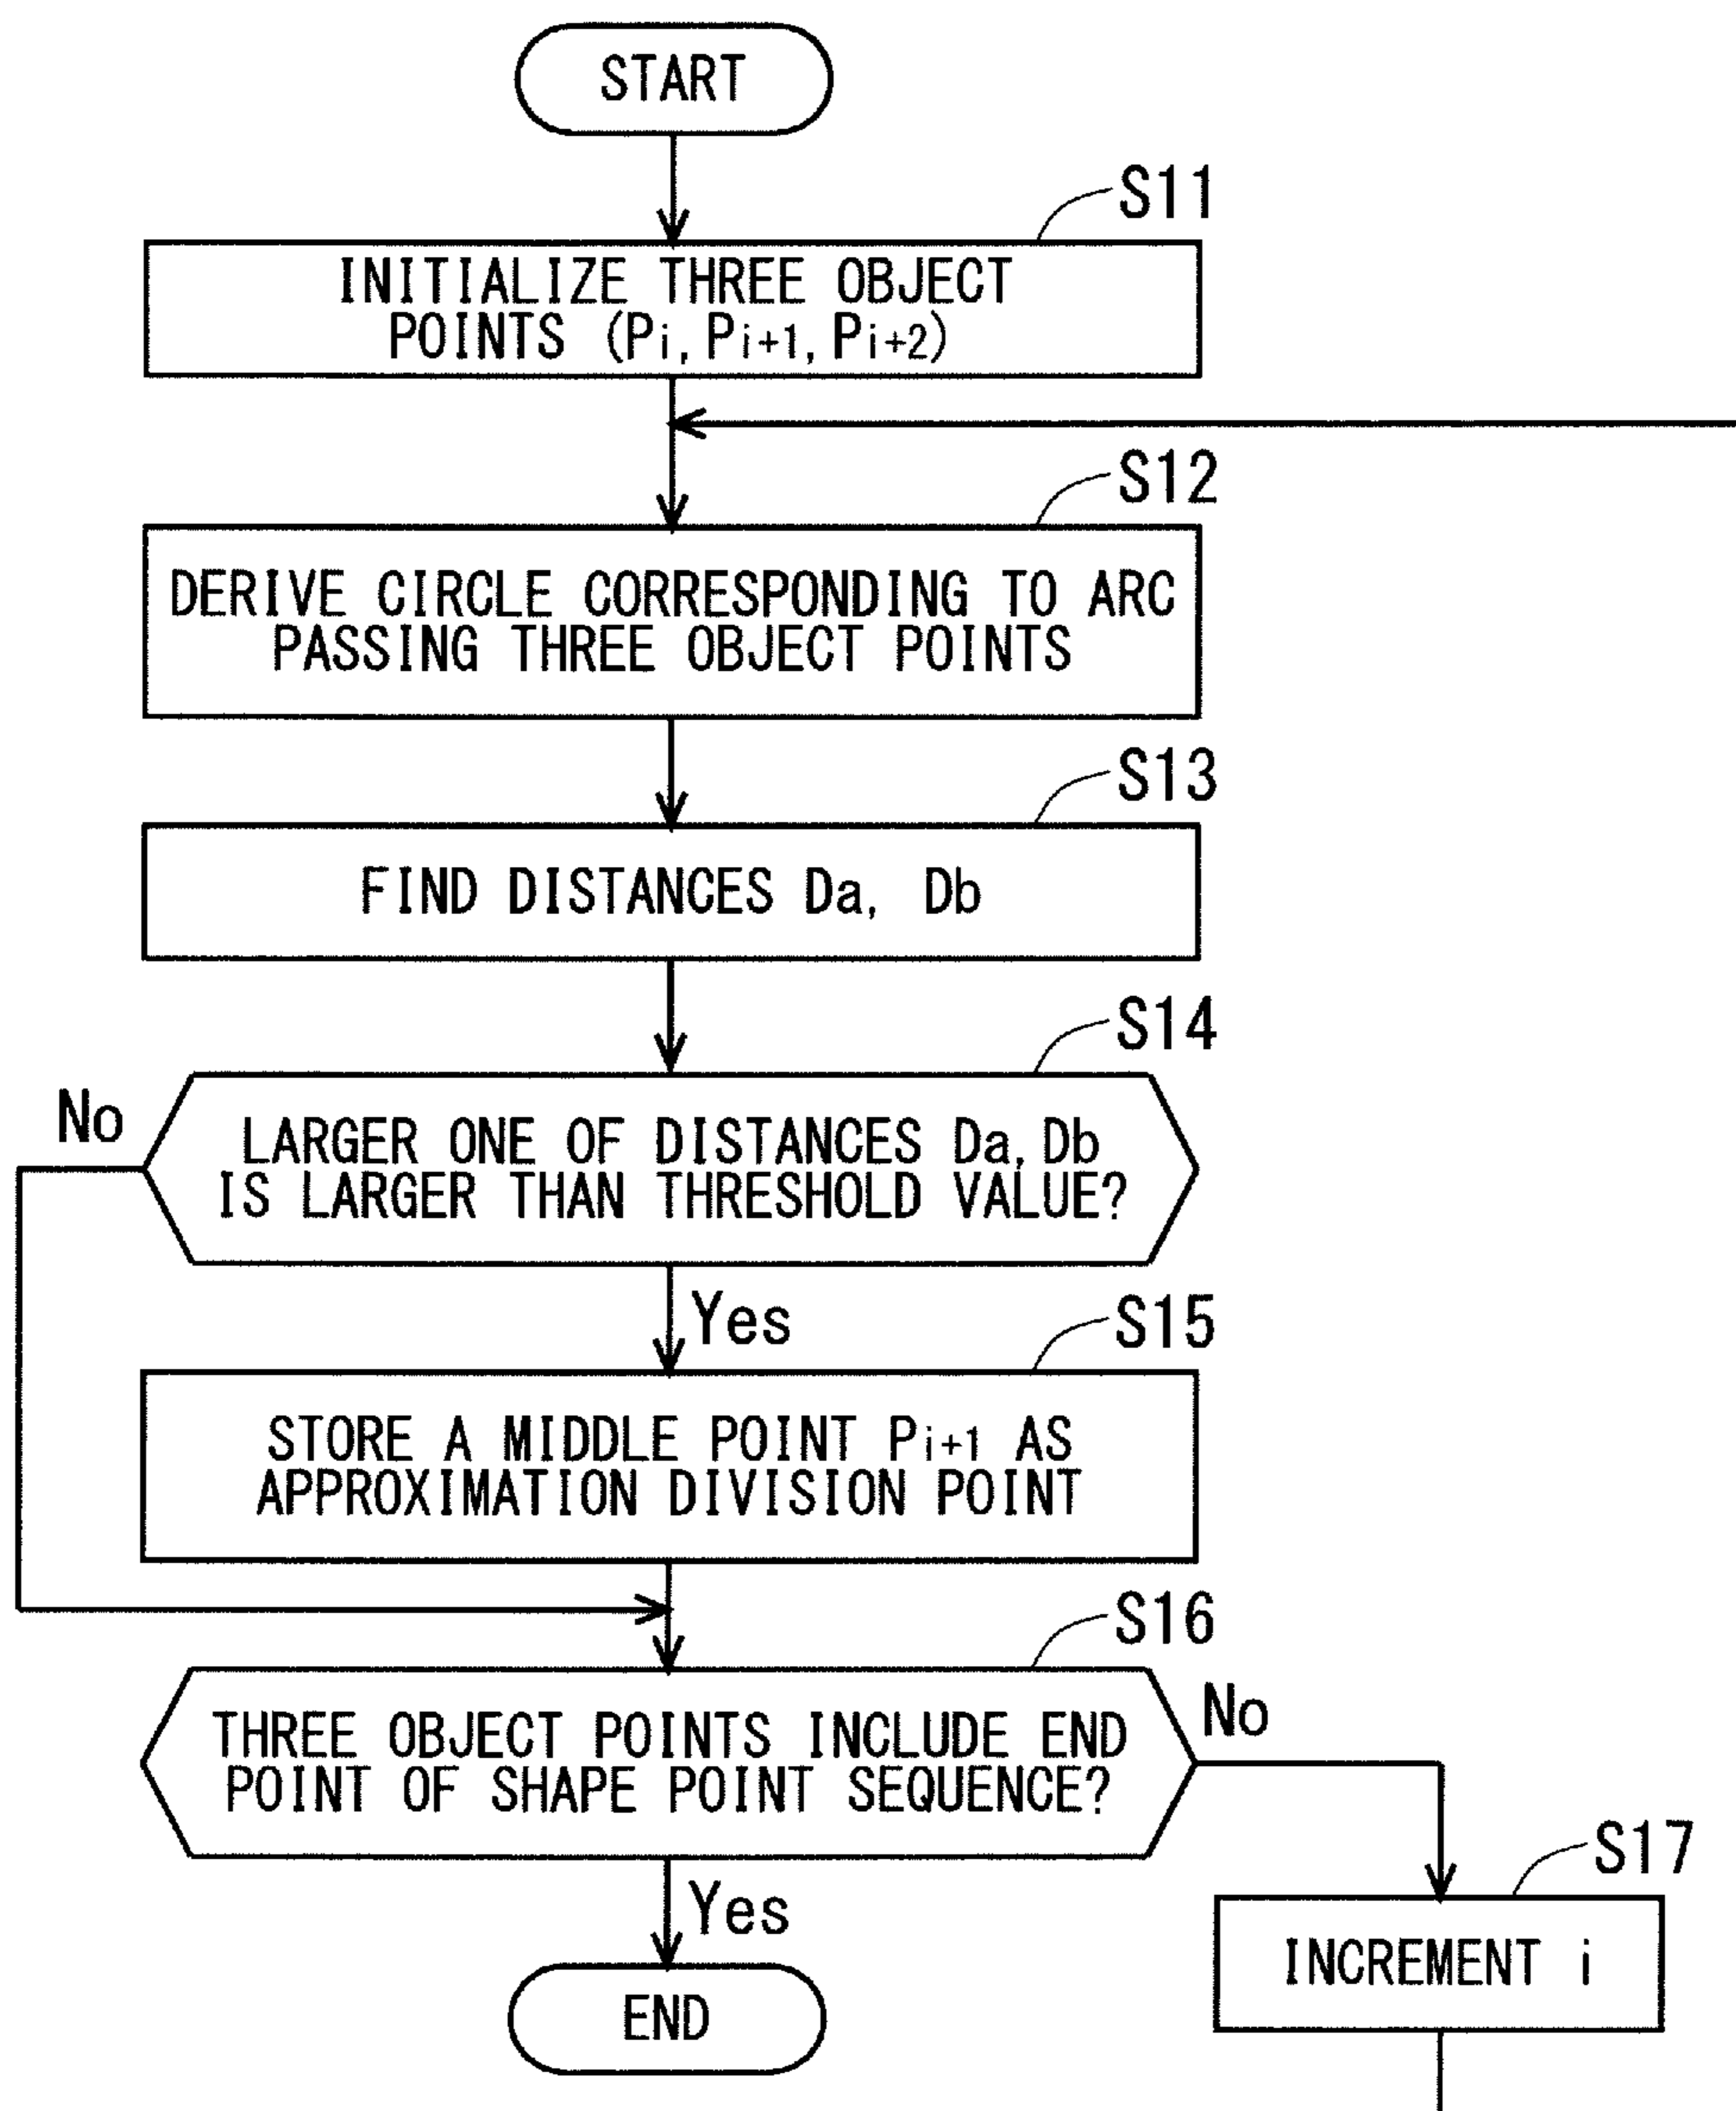 START
S11
INITIALIZE THREE OBJECT
POINTS (Pi, Pi+1, Pi+2)
S12
DERIVE CIRCLE CORRESPONDING TO ARC
PASSING THREE OBJECT POINTS
S13
FIND DISTANCES Da, Db
S14
No
LARGER ONE OF DISTANCES Da, Db
IS LARGER THAN THRESHOLD VALUE?
Yes
S15
STORE A MIDDLE POINT Pi+1 AS
APPROXIMATION DIVISION POINT
S16
THREE OBJECT POINTS INCLUDE END
POINT OF SHAPE POINT SEQUENCE?
No
S17
Yes
INCREMENT i
END